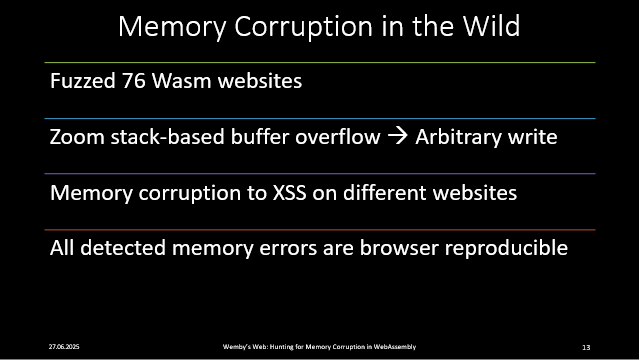 Memory Corruption in the Wild
Fuzzed 76 Wasm websites
Zoom stack-based buffer overflow → Arbitrary write
Memory corruption to XSS on different websites
All detected memory errors are browser reproducible
27.06.2025
Wemby's Web: Hunting for Memory Corruption in WebAssembly
13